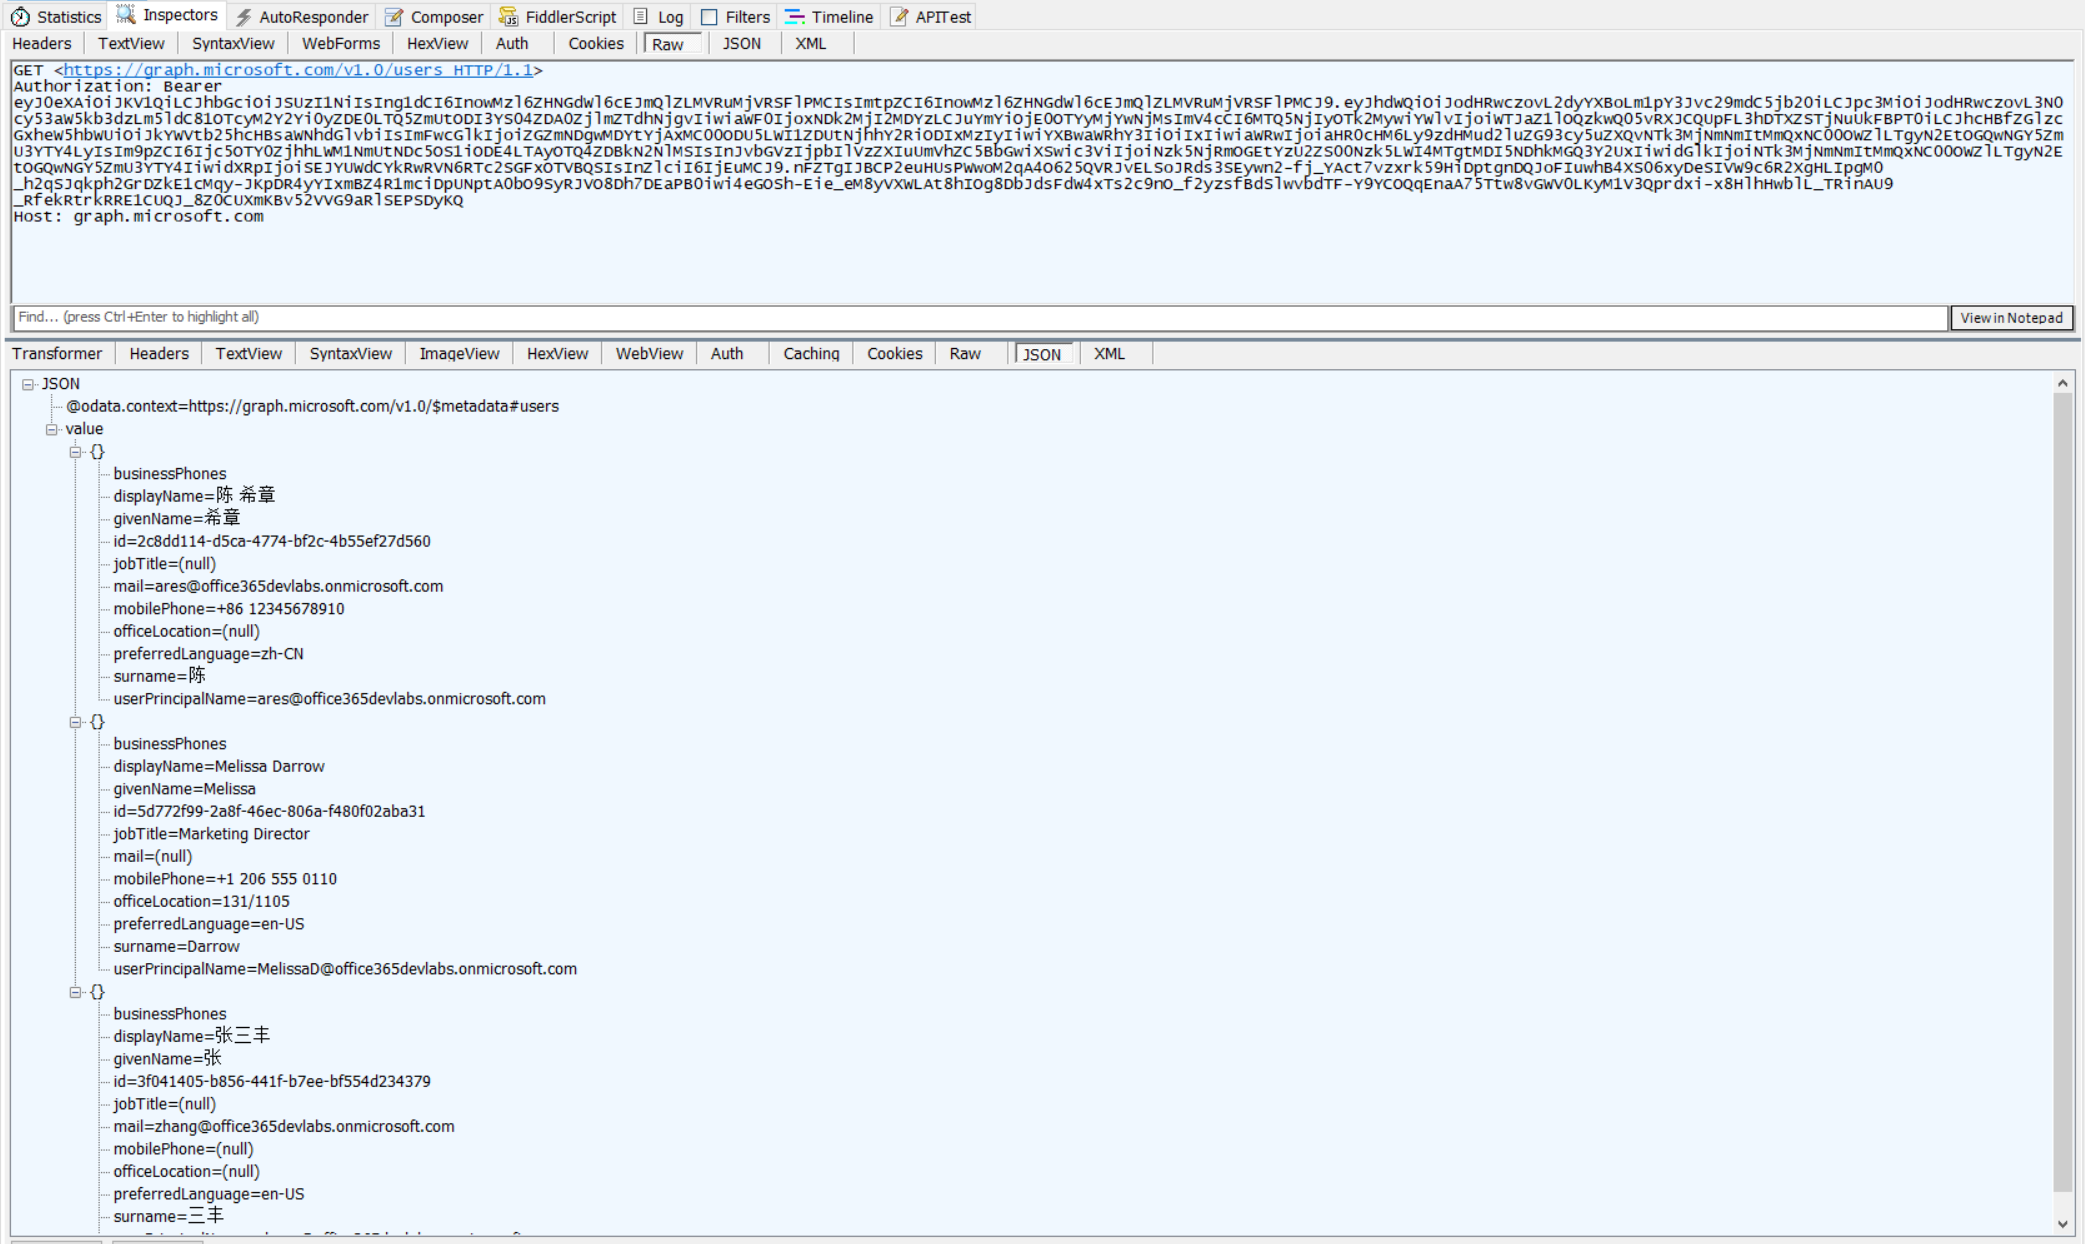 Statistics Inspectors AutoResponder Composer FiddlerScript Log Filters Timeline APITest
Headers TextView SyntaxView WebForms HexView Auth Cookies Raw JSON XML
GET <https://graph.microsoft.com/v1.0/users HTTP/1.1>
Authorization: Bearer
Host: graph.microsoft.com
Find... (press Ctrl+Enter to highlight all) View in Notepad
Transformer Headers TextView SyntaxView ImageView HexView WebView Auth Caching Cookies Raw JSON XML
JSON
@odata.context=https://graph.microsoft.com/v1.0/$metadata#users
value
{}
businessPhones
displayName=陈 希章
givenName=希章
id=2c8dd114-d5ca-4774-bf2c-4b55ef27d560
jobTitle=(null)
mail=ares@office365devlabs.onmicrosoft.com
mobilePhone=+86 12345678910
officeLocation=(null)
preferredLanguage=zh-CN
surname=陈
userPrincipalName=ares@office365devlabs.onmicrosoft.com
{}
businessPhones
displayName=Melissa Darrow
givenName=Melissa
id=5d772f99-2a8f-46ec-806a-f480f02aba31
jobTitle=Marketing Director
mail=(null)
mobilePhone=+1 206 555 0110
officeLocation=131/1105
preferredLanguage=en-US
surname=Darrow
userPrincipalName=MelissaD@office365devlabs.onmicrosoft.com
{}
businessPhones
displayName=张三丰
givenName=张
id=3f041405-b856-441f-b7ee-bf554d234379
jobTitle=(null)
mail=zhang@office365devlabs.onmicrosoft.com
mobilePhone=(null)
officeLocation=(null)
preferredLanguage=en-US
surname=三丰